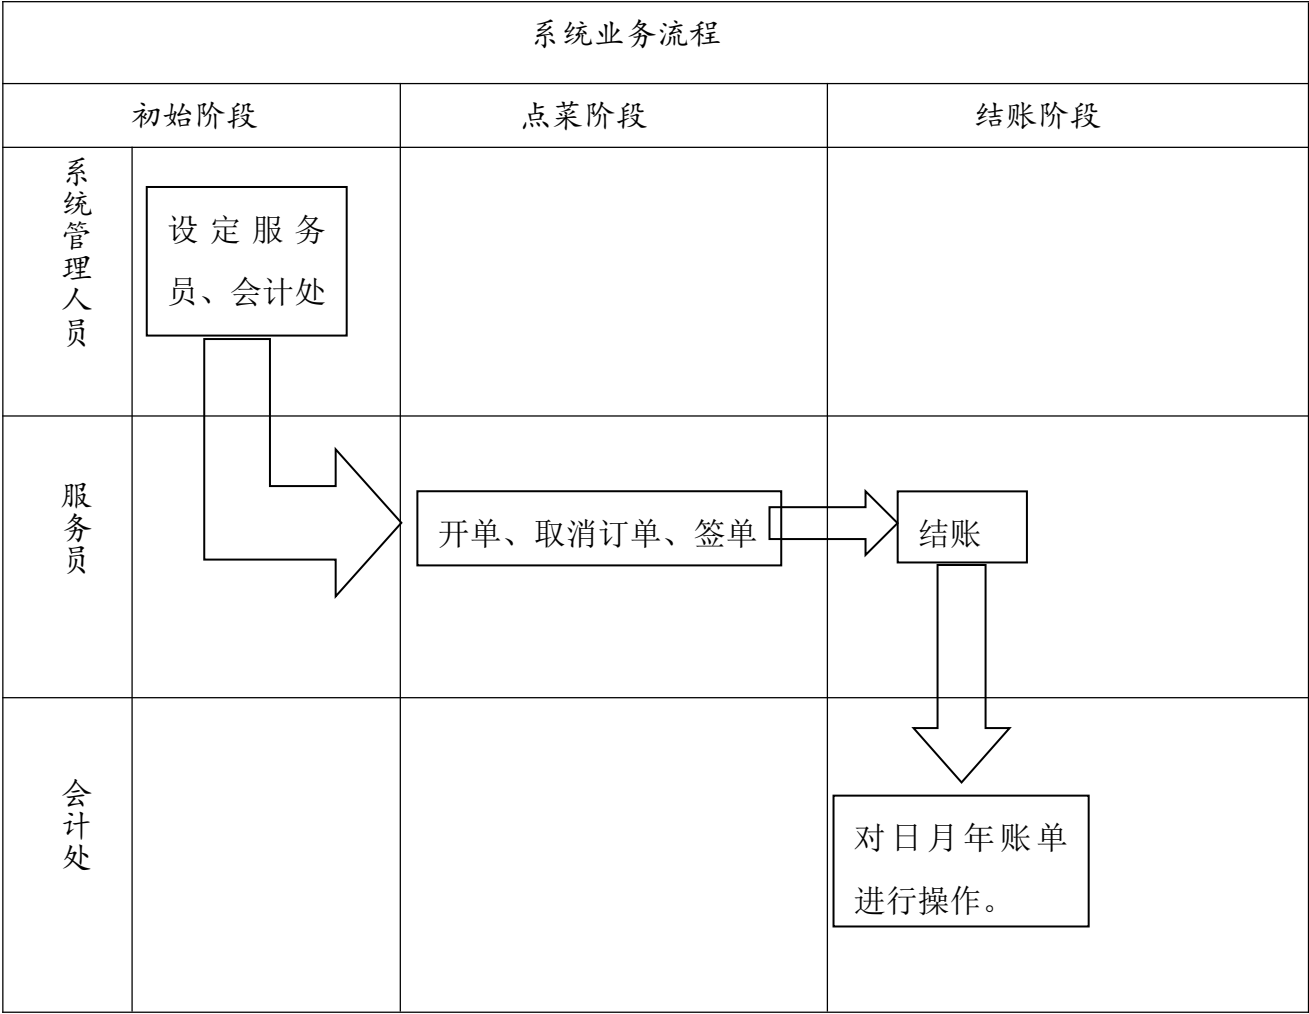 系统业务流程
初始阶段
点菜阶段
结账阶段
系统管理人员
设定服务
员、会计处
服务员
开单、取消订单、签单
结账
会计处
对日月年账单
进行操作。